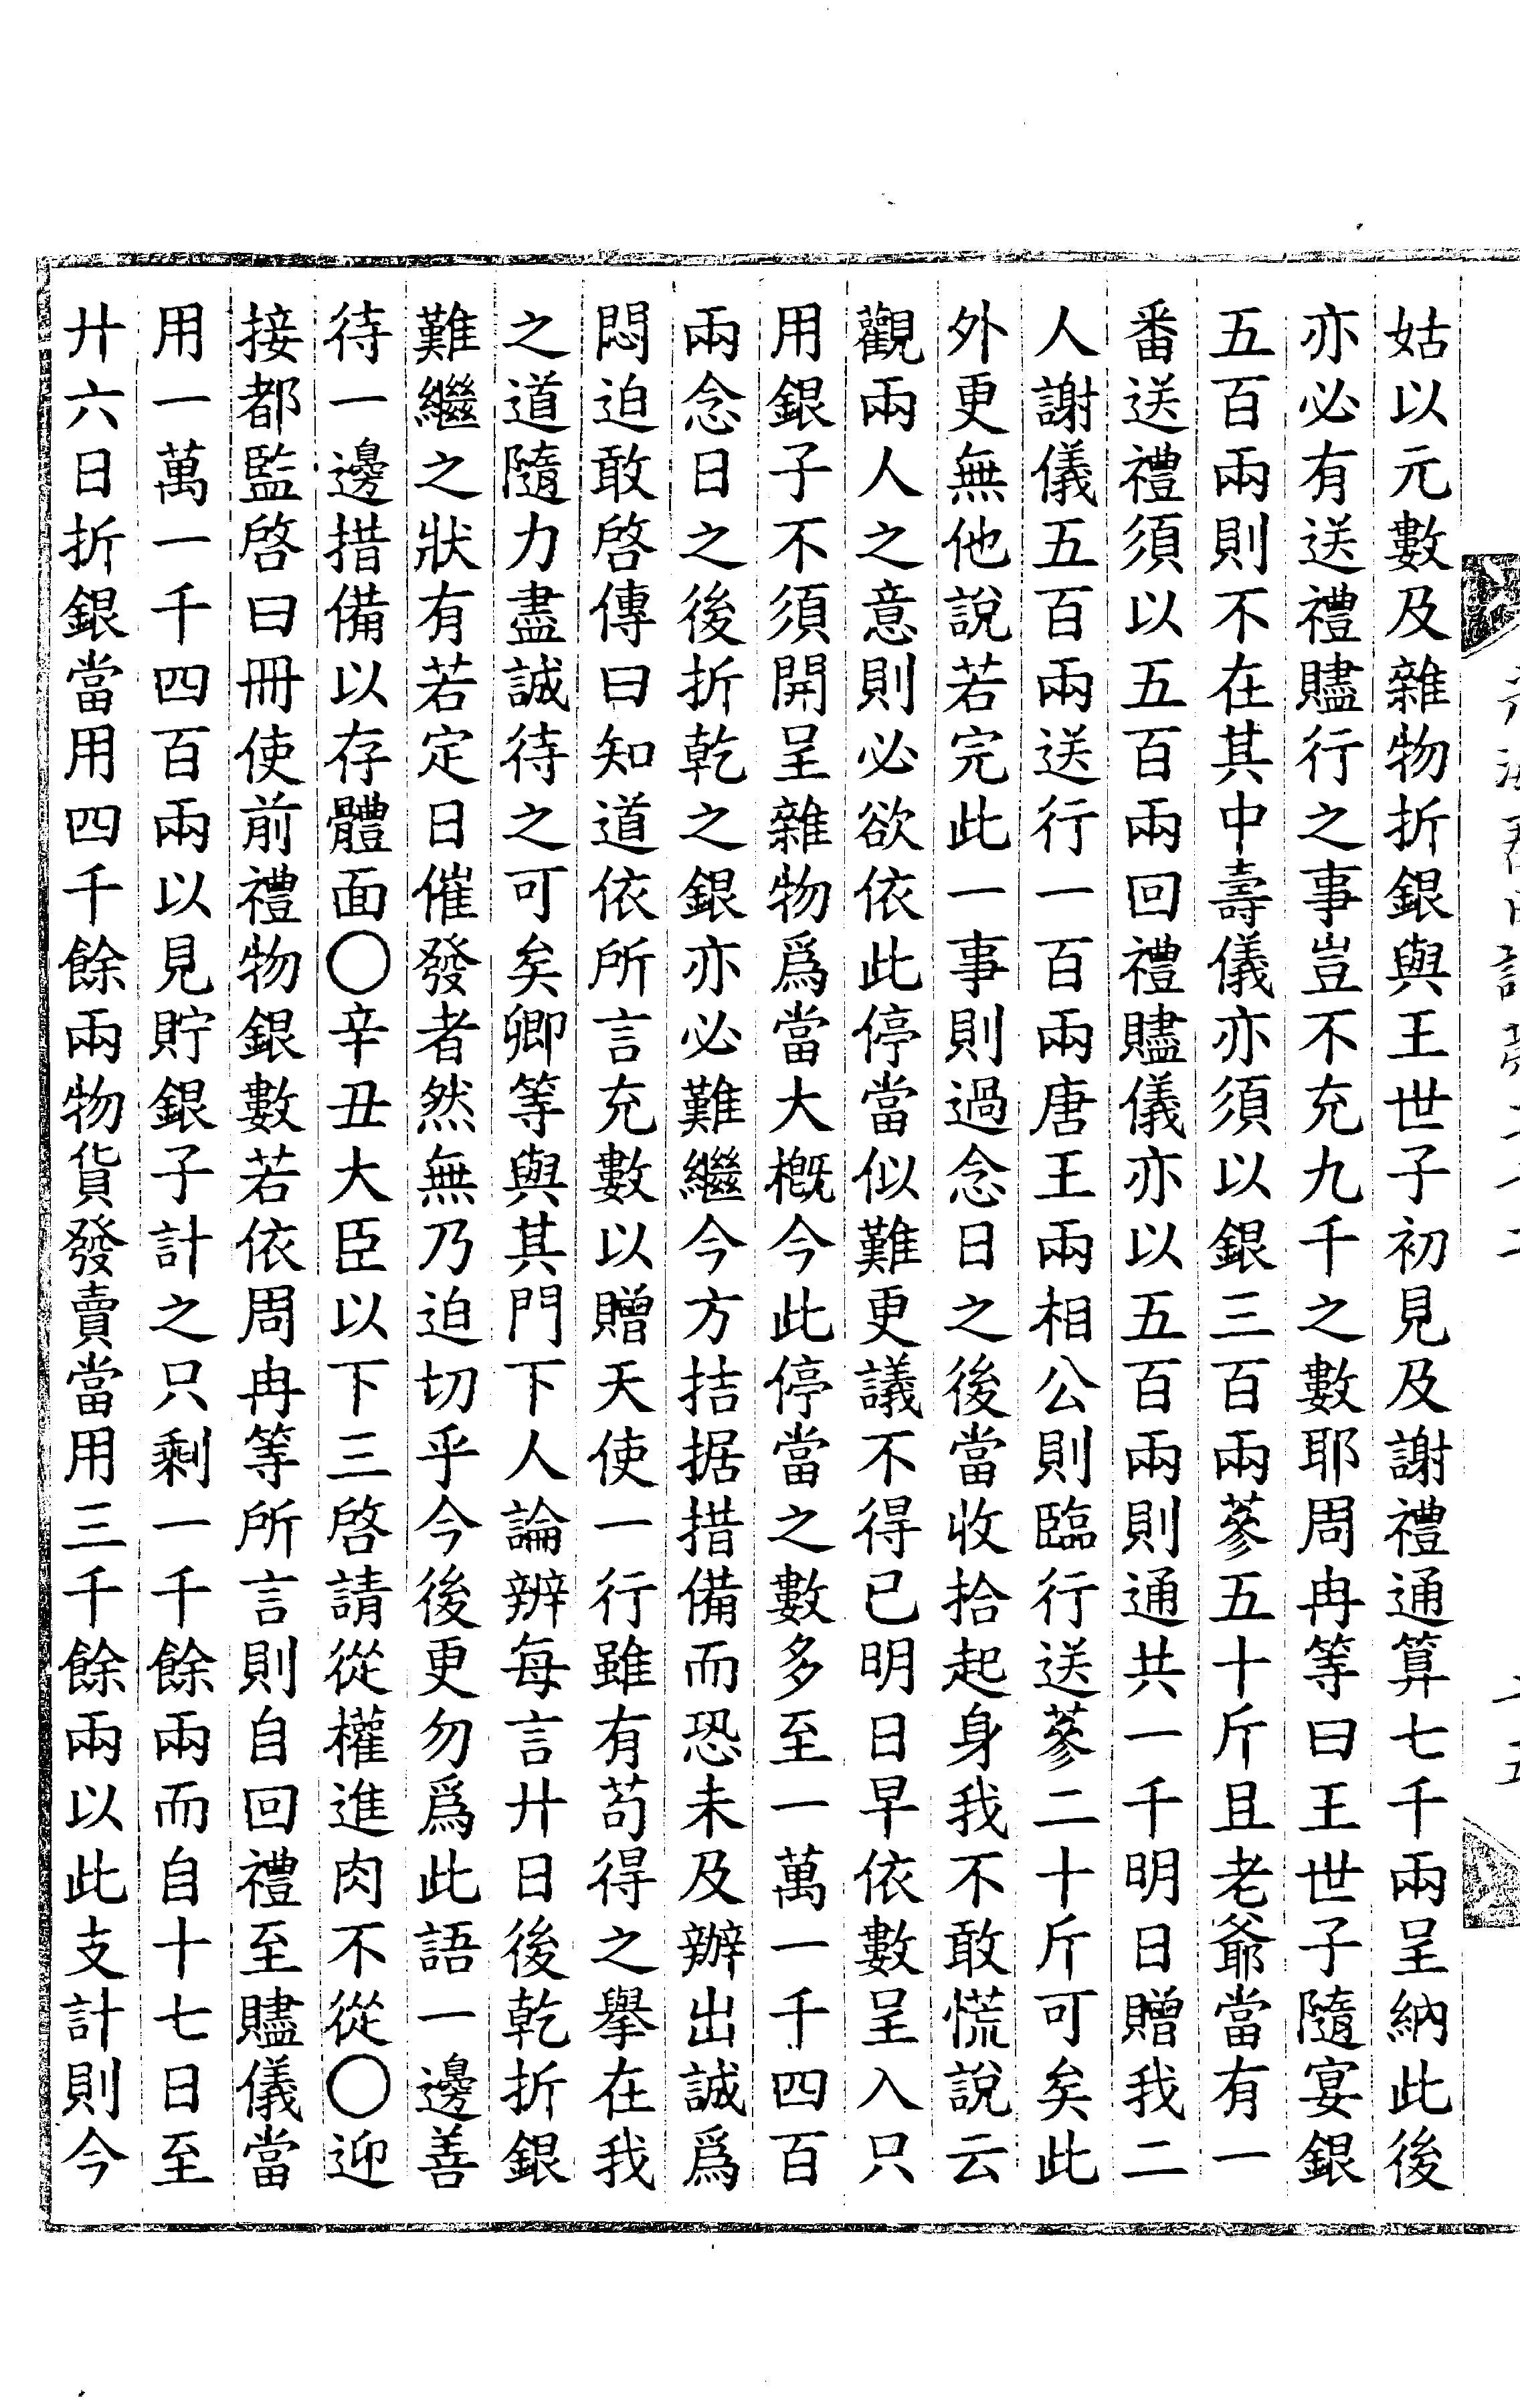 姑以元數及雜物折銀與王世子初見及謝禮通算七千兩呈納此後
亦必有送禮贐行之事豈不充九千之數耶周冉等曰王世子隨宴銀
五百兩則不在其中壽儀亦須以銀三百兩蔘五十斤且老爺當有一
番送禮須以五百兩回禮贐儀亦以五百兩則通共一千明日贈我二
人謝儀五百兩送行一百兩唐王兩相公則臨行送蔘二十斤可矣此
外更無他說若完此一事則過念日之後當收拾起身我不敢慌說云
觀兩人之意則必欲依此停當似難更議不得已明日早依數呈入只
用銀子不須開呈雜物爲當大槪今此停當之數多至一萬一千四百
兩念日之後折乾之銀亦必難繼今方拮据措備而恐未及辦出誠爲
悶迫敢啓傳曰知道依所言充數以贈天使一行雖有苟得之擧在我
之道隨力盡誠待之可矣卿等與其門下人論辨每言廾日後乾折銀
難繼之狀有若定日催發者然無乃迫切乎今後更勿爲此語一邊善
待一邊措備以存體面〇辛丑大臣以下三啓請從權進肉不從〇迎
接都監啓曰冊使前禮物銀數若依周冉等所言則自回禮至贐儀當
用一萬一千四百兩以見貯銀子計之只剩一千餘兩而自十七日至
廾六日折銀當用四千餘兩物貨發賣當用三千餘兩以此支計則今